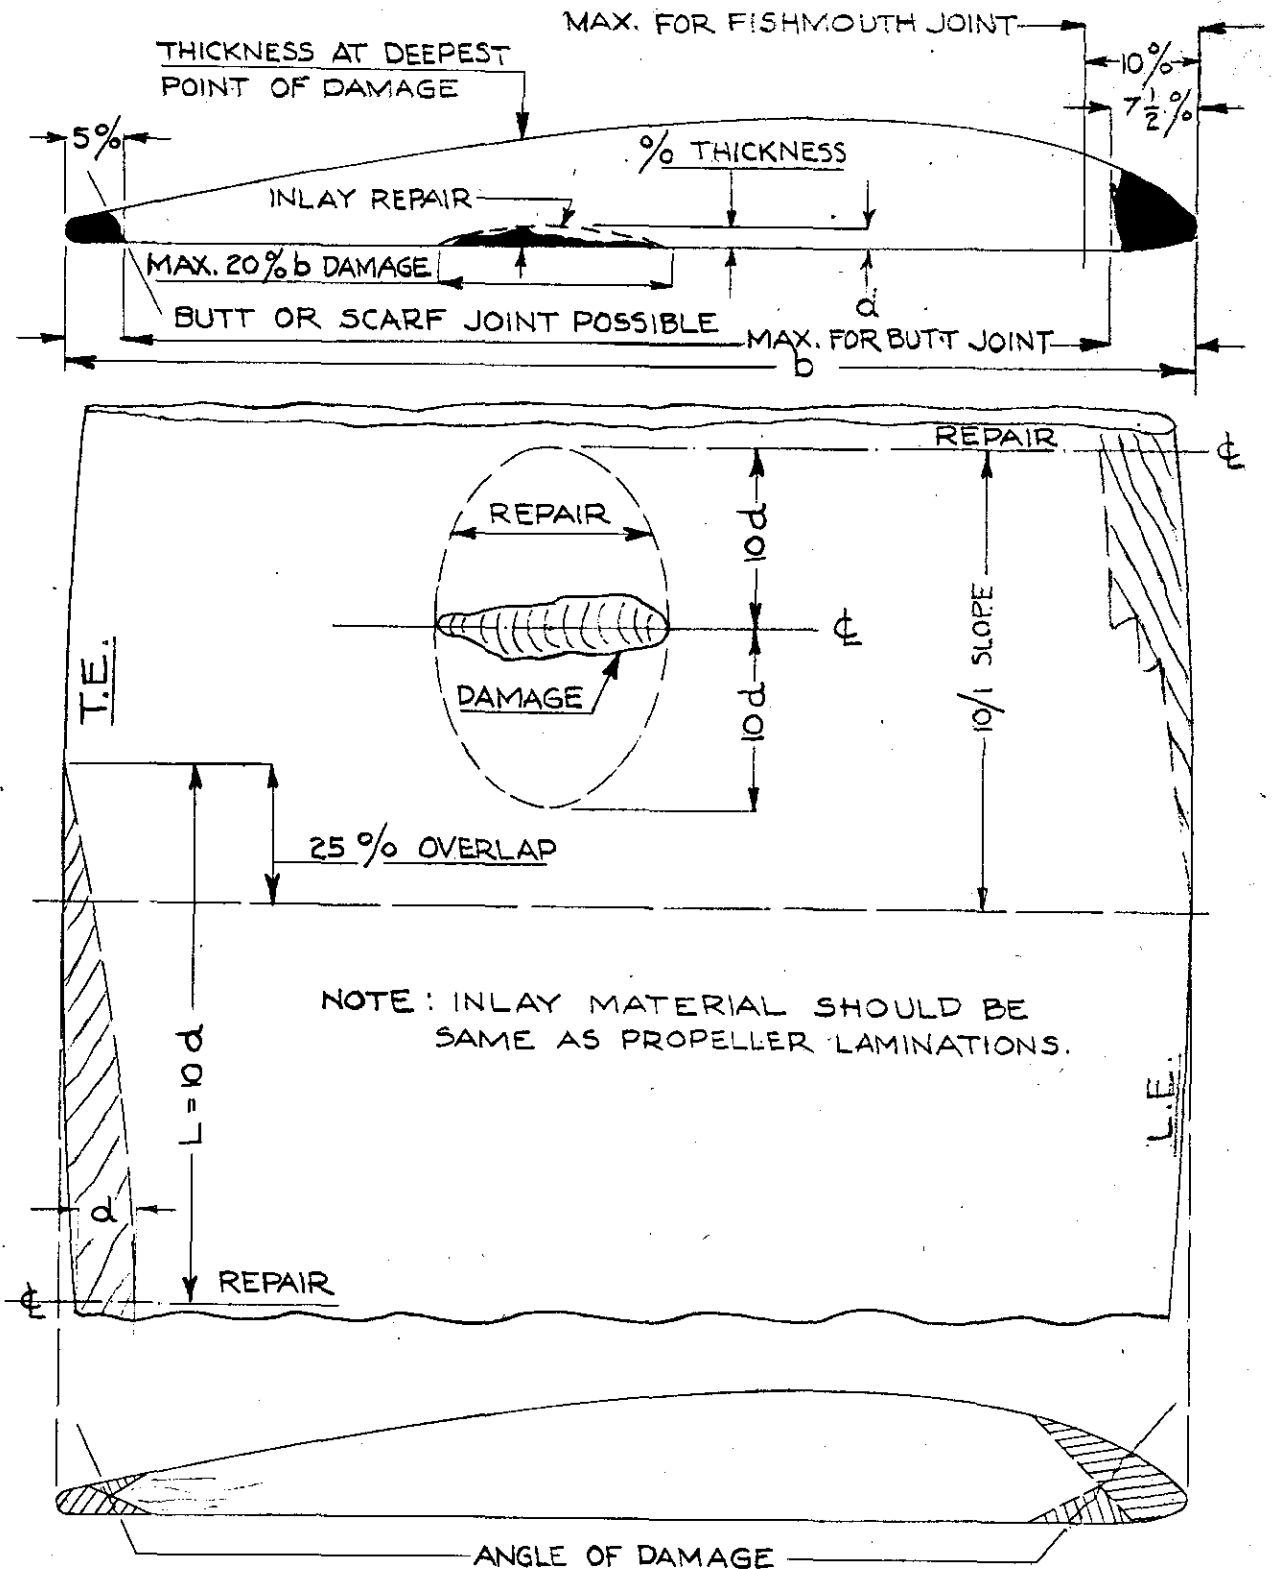 MAX. FOR FISHMOUTH JOINT
THICKNESS AT DEEPEST
POINT OF DAMAGE
10%
7 1/2 %
5%
% THICKNESS
INLAY REPAIR
MAX. 20% b DAMAGE
d
BUTT OR SCARF JOINT POSSIBLE
MAX. FOR BUTT JOINT
b
REPAIR
℄
REPAIR
10d
℄
10/1 SLOPE
T.E.
DAMAGE
10d
25 % OVERLAP
NOTE: INLAY MATERIAL SHOULD BE
SAME AS PROPELLER LAMINATIONS.
L = 10d
L.E.
d
REPAIR
℄
ANGLE OF DAMAGE